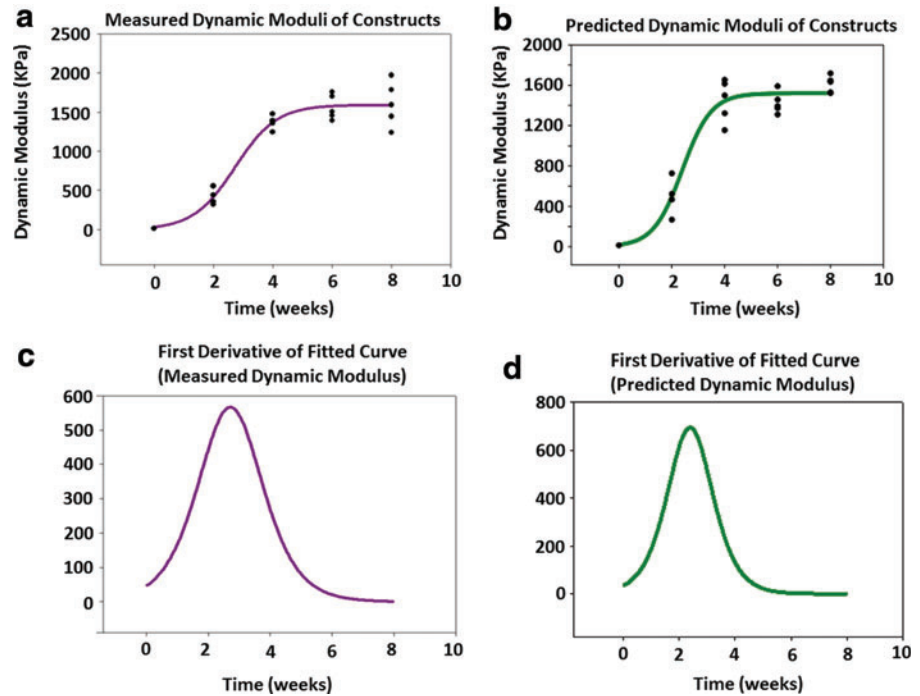 a
Measured Dynamic Moduli of Constructs
2500
2000
1500
1000
500
0
Dynamic Modulus (KPa)
0 2 4 6 8 10
Time (weeks)
b
Predicted Dynamic Moduli of Constructs
2000
1600
1200
800
400
0
Dynamic Modulus (KPa)
0 2 4 6 8 10
Time (weeks)
c
First Derivative of Fitted Curve
(Measured Dynamic Modulus)
600
500
400
300
200
100
0
0 2 4 6 8 10
Time (weeks)
d
First Derivative of Fitted Curve
(Predicted Dynamic Modulus)
800
600
400
200
0
0 2 4 6 8 10
Time (weeks)